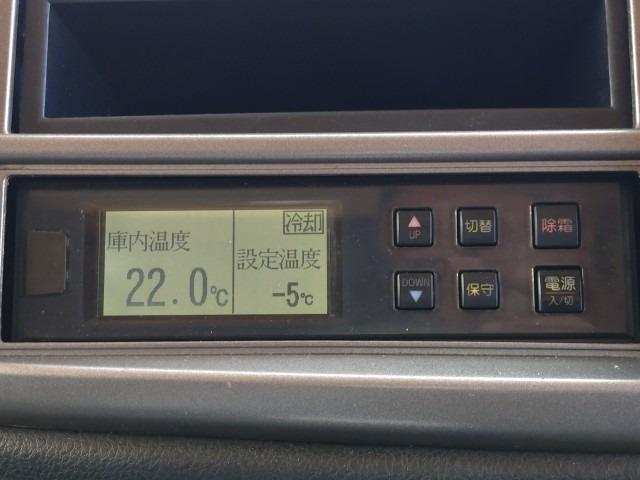 冷却
庫内温度
設定温度
22.0℃
-5℃
UP
切替
除霜
DOWN
保守
電源
入/切